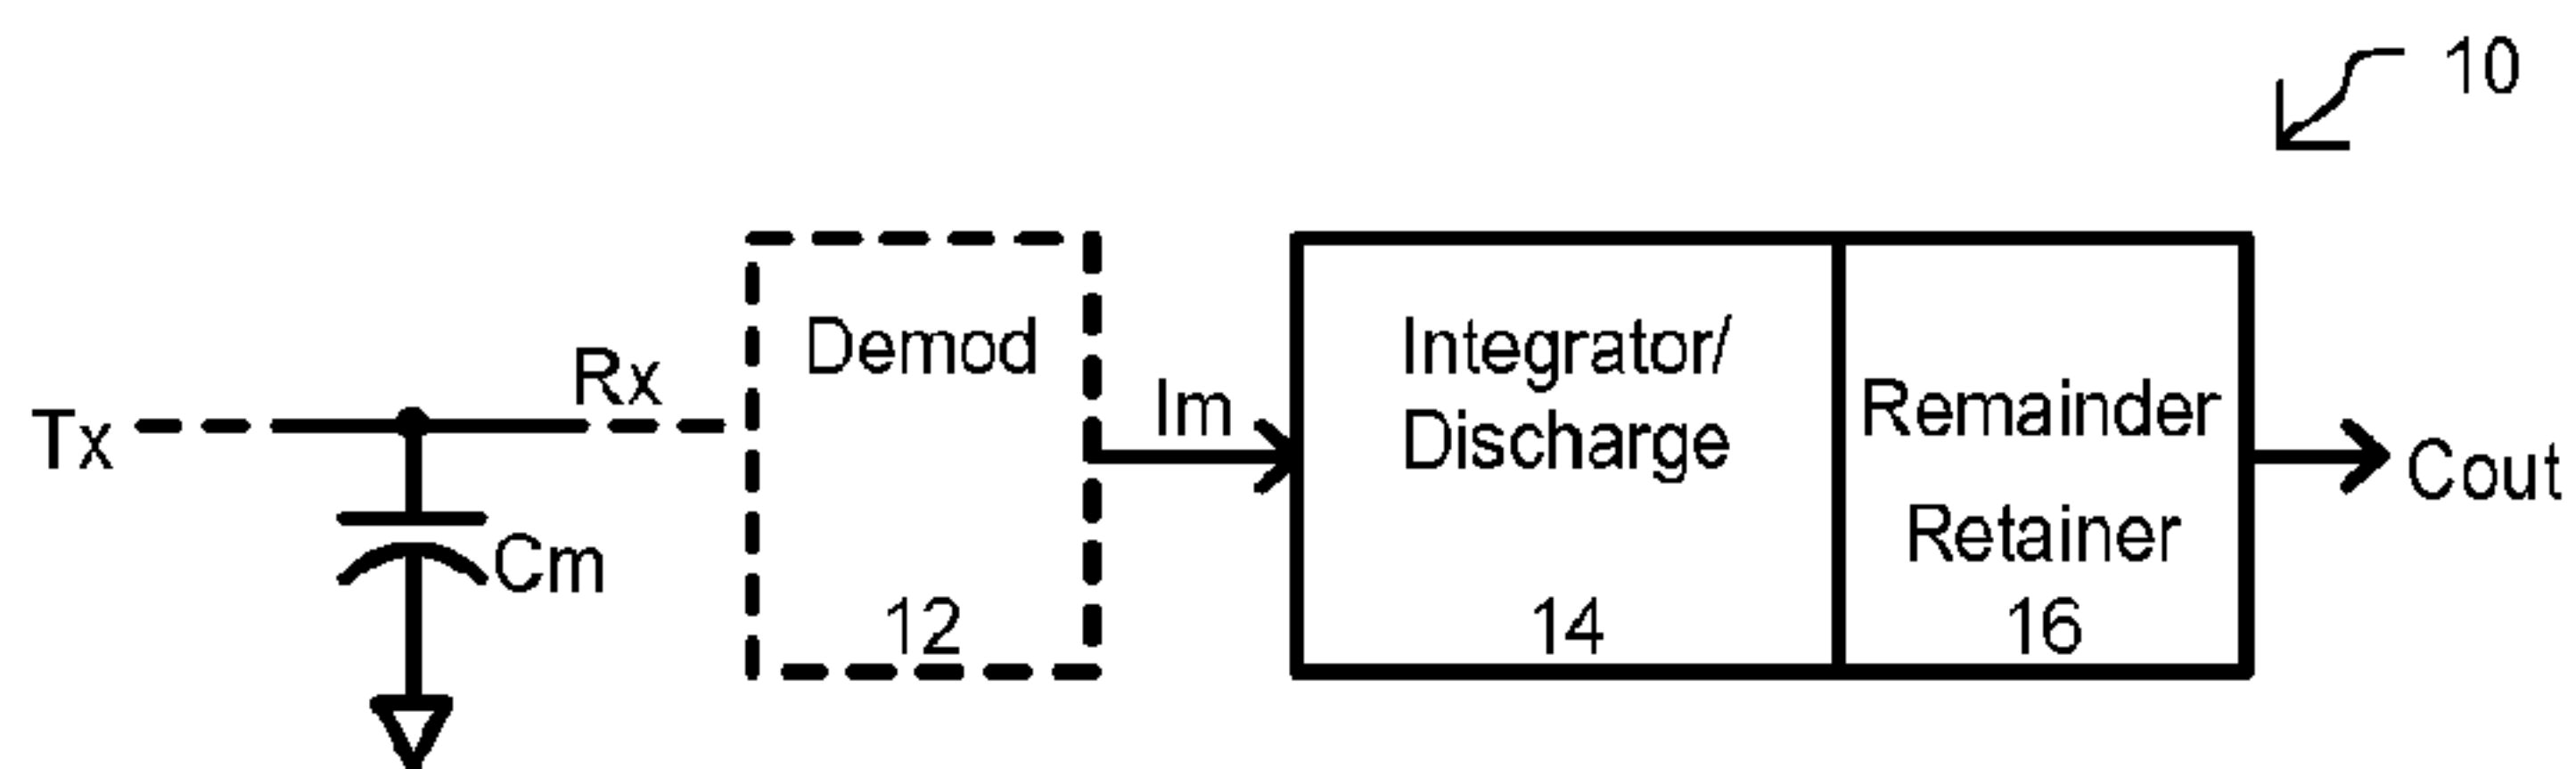 10
Tx
Rx
Cm
Demod
12
Im
Integrator/
Discharge
14
Remainder
Retainer
16
Cout